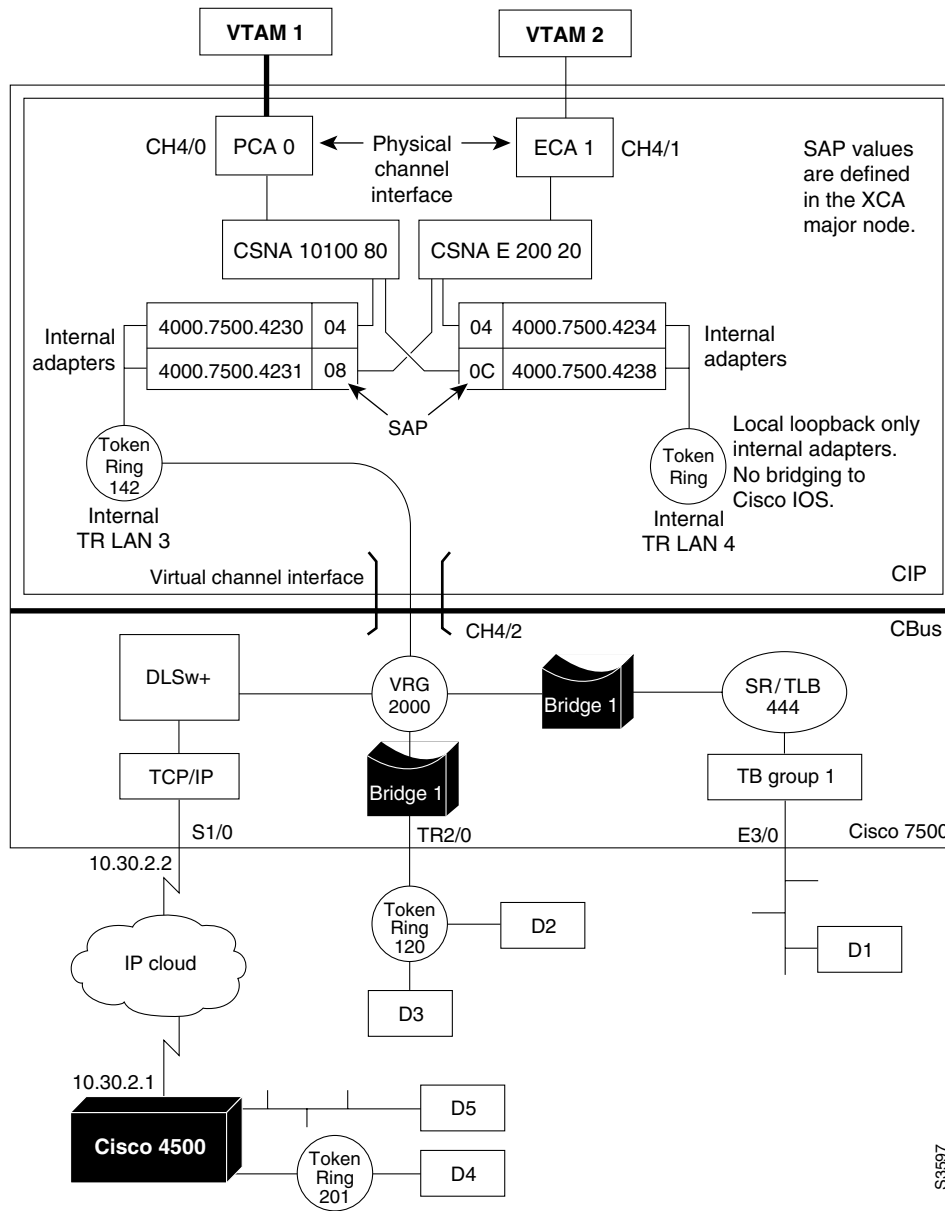 VTAM 1
VTAM 2
CH4/0
PCA 0
Physical
channel
interface
ECA 1
CH4/1
SAP values
are defined
in the XCA
major node.
CSNA 10100 80
CSNA E 200 20
Internal
adapters
4000.7500.4230
04
4000.7500.4231
08
04
4000.7500.4234
0C
4000.7500.4238
Internal
adapters
SAP
Token
Ring
142
Internal
TR LAN 3
Token
Ring
Internal
TR LAN 4
Local loopback only
internal adapters.
No bridging to
Cisco IOS.
Virtual channel interface
CIP
CH4/2
CBus
DLSw+
VRG
2000
Bridge 1
SR/TLB
444
TCP/IP
Bridge 1
TB group 1
S1/0
TR2/0
E3/0
Cisco 7500
10.30.2.2
IP cloud
Token
Ring
120
D2
D1
D3
10.30.2.1
Cisco 4500
D5
Token
Ring
201
D4
S3597